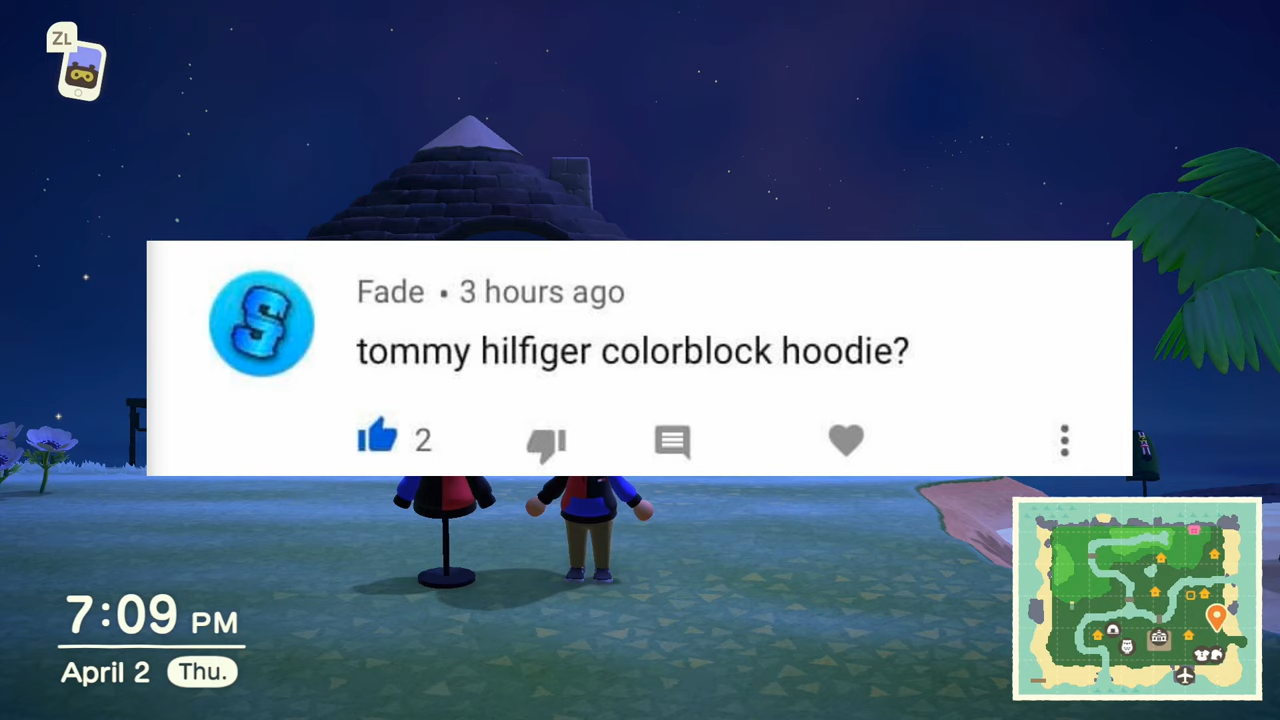 ZL
Fade • 3 hours ago
tommy hilfiger colorblock hoodie?
2
7:09 PM
April 2 Thu.